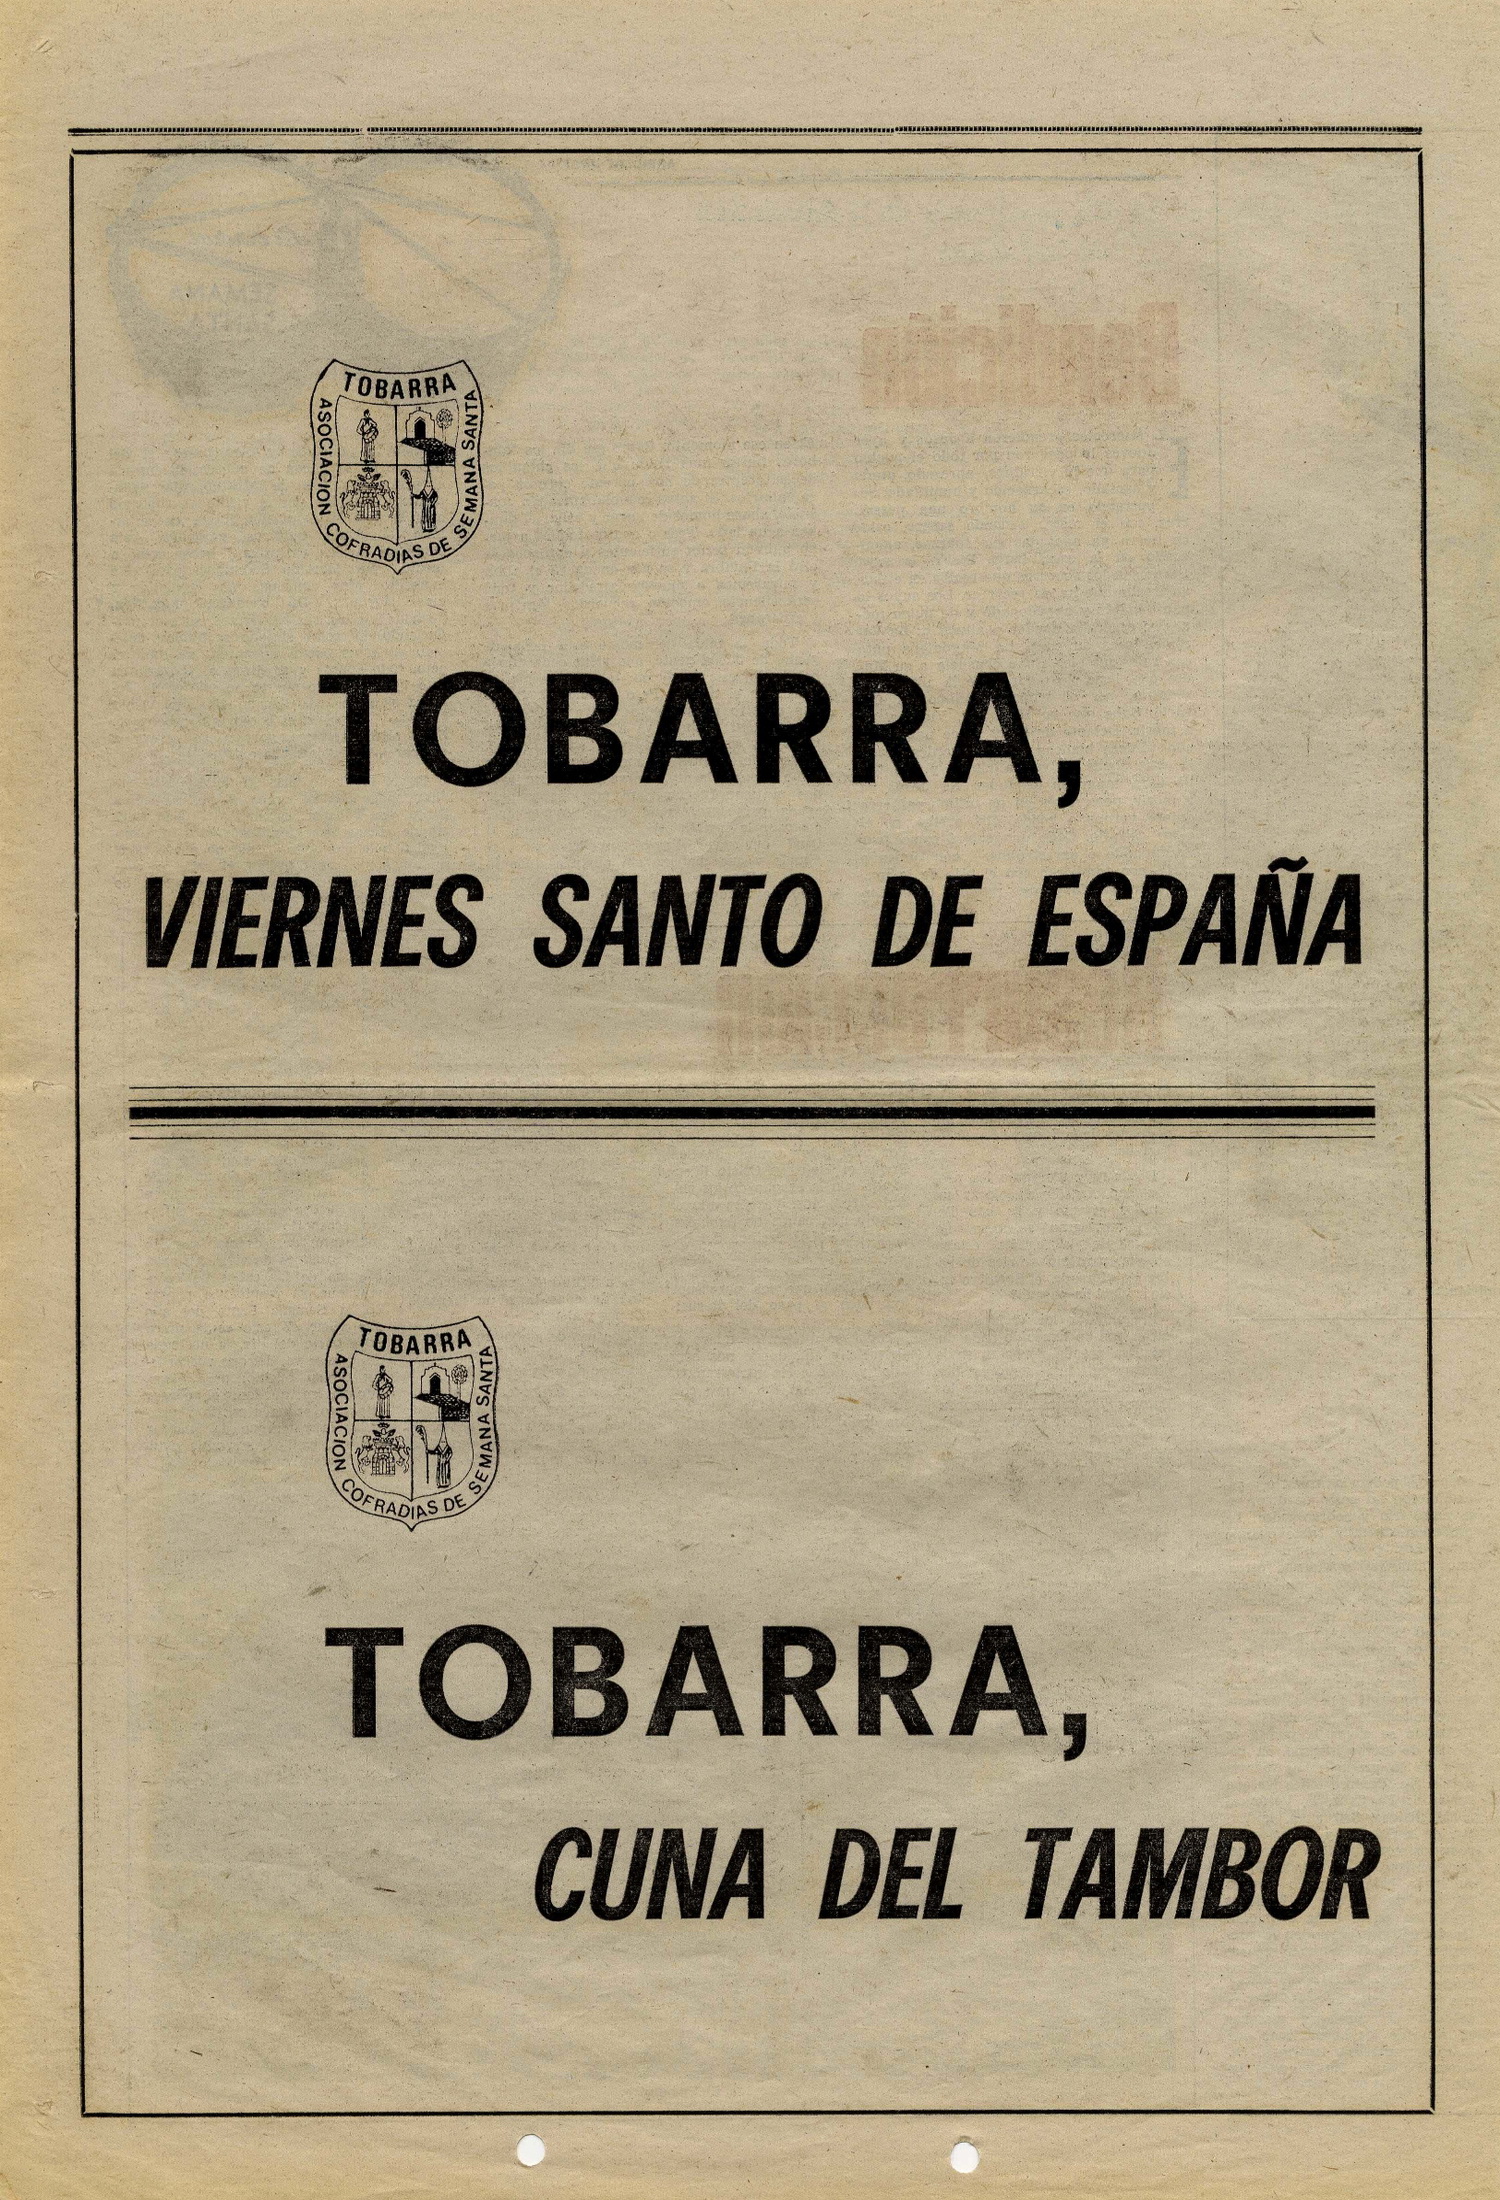 TOBARRA
ASOCIACION COFRADIAS DE SEMANA SANTA
TOBARRA,
VIERNES SANTO DE ESPAÑA
TOBARRA
ASOCIACION COFRADIAS DE SEMANA SANTA
TOBARRA,
CUNA DEL TAMBOR